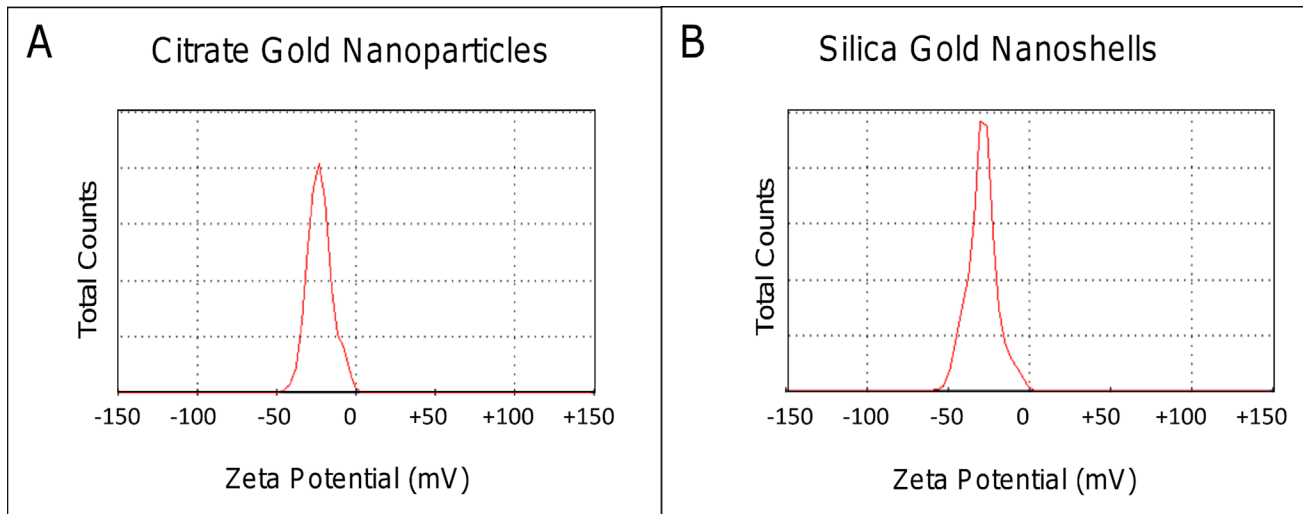 A
Citrate Gold Nanoparticles
Total Counts
-150 -100 -50 0 +50 +100 +150
Zeta Potential (mV)
B
Silica Gold Nanoshells
Total Counts
-150 -100 -50 0 +50 +100 +150
Zeta Potential (mV)